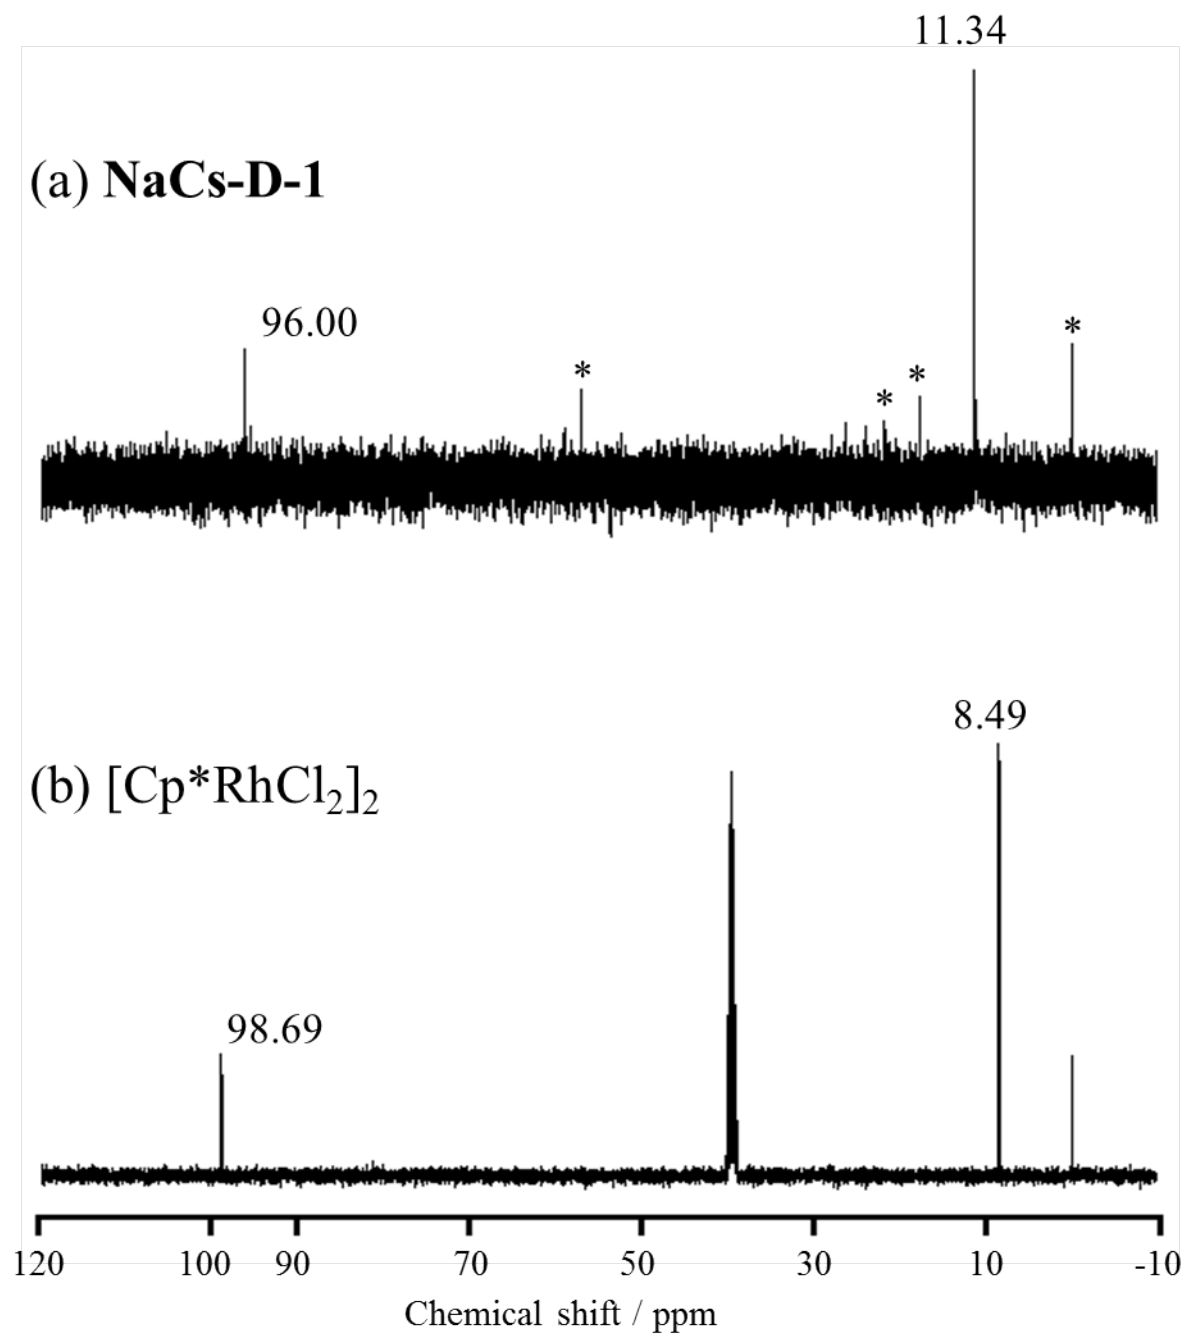 11.34
(a) NaCs-D-1
96.00
*
*
*
*
8.49
(b) [Cp*RhCl₂]₂
98.69
120 100 90 70 50 30 10 -10
Chemical shift / ppm